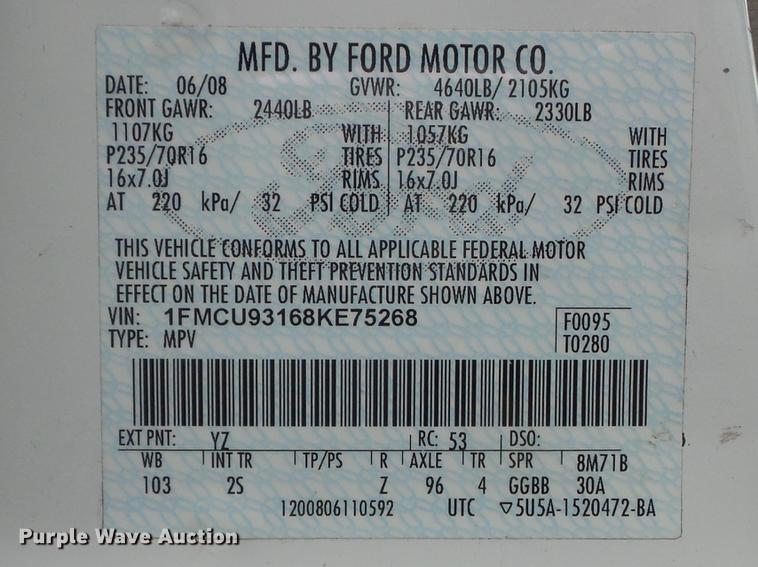 MFD. BY FORD MOTOR CO.
DATE: 06/08 GVWR: 4640LB/ 2105KG
FRONT GAWR: 2440LB REAR GAWR: 2330LB
1107KG WITH 1057KG WITH
P235/70R16 TIRES P235/70R16 TIRES
16x7.0J RIMS 16x7.0J RIMS
AT 220 kPa/ 32 PSI COLD AT 220 kPa/ 32 PSI COLD
Ford
THIS VEHICLE CONFORMS TO ALL APPLICABLE FEDERAL MOTOR
VEHICLE SAFETY AND THEFT PREVENTION STANDARDS IN
EFFECT ON THE DATE OF MANUFACTURE SHOWN ABOVE.
VIN: 1FMCU93168KE75268 F0095
TYPE: MPV T0280
EXT PNT: YZ RC: 53 DSO:
WB INT TR TP/PS R AXLE TR SPR 8M71B
103 2S Z 96 4 GGBB 30A
1200806110592 UTC ▽5U5A-1520472-BA
Purple Wave Auction